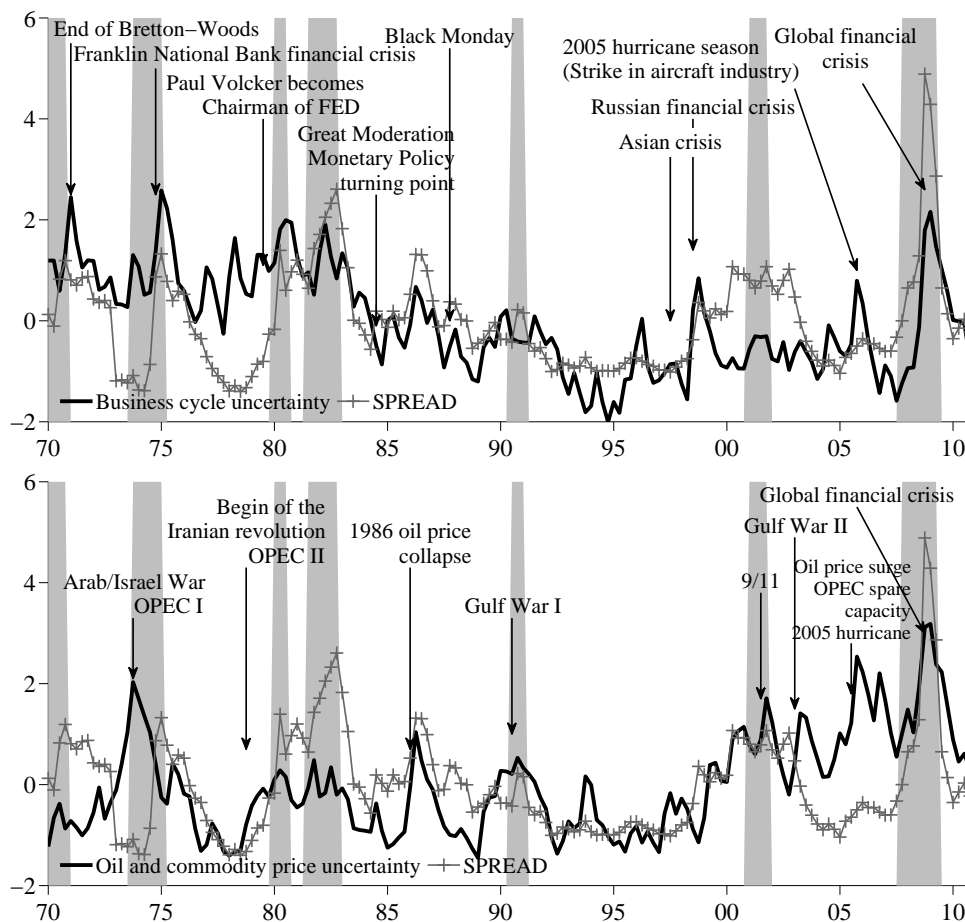 6
4
2
0
−2
End of Bretton−Woods
Franklin National Bank financial crisis
Paul Volcker becomes
Chairman of FED
Great Moderation
Monetary Policy
turning point
Black Monday
2005 hurricane season
(Strike in aircraft industry)
Russian financial crisis
Asian crisis
Global financial
crisis
Business cycle uncertainty
SPREAD
70 75 80 85 90 95 00 05 10
6
4
2
0
−2
Arab/Israel War
OPEC I
Begin of the
Iranian revolution
OPEC II
1986 oil price
collapse
Gulf War I
9/11
Gulf War II
Global financial crisis
Oil price surge
OPEC spare
capacity
2005 hurricane
Oil and commodity price uncertainty
SPREAD
70 75 80 85 90 95 00 05 10